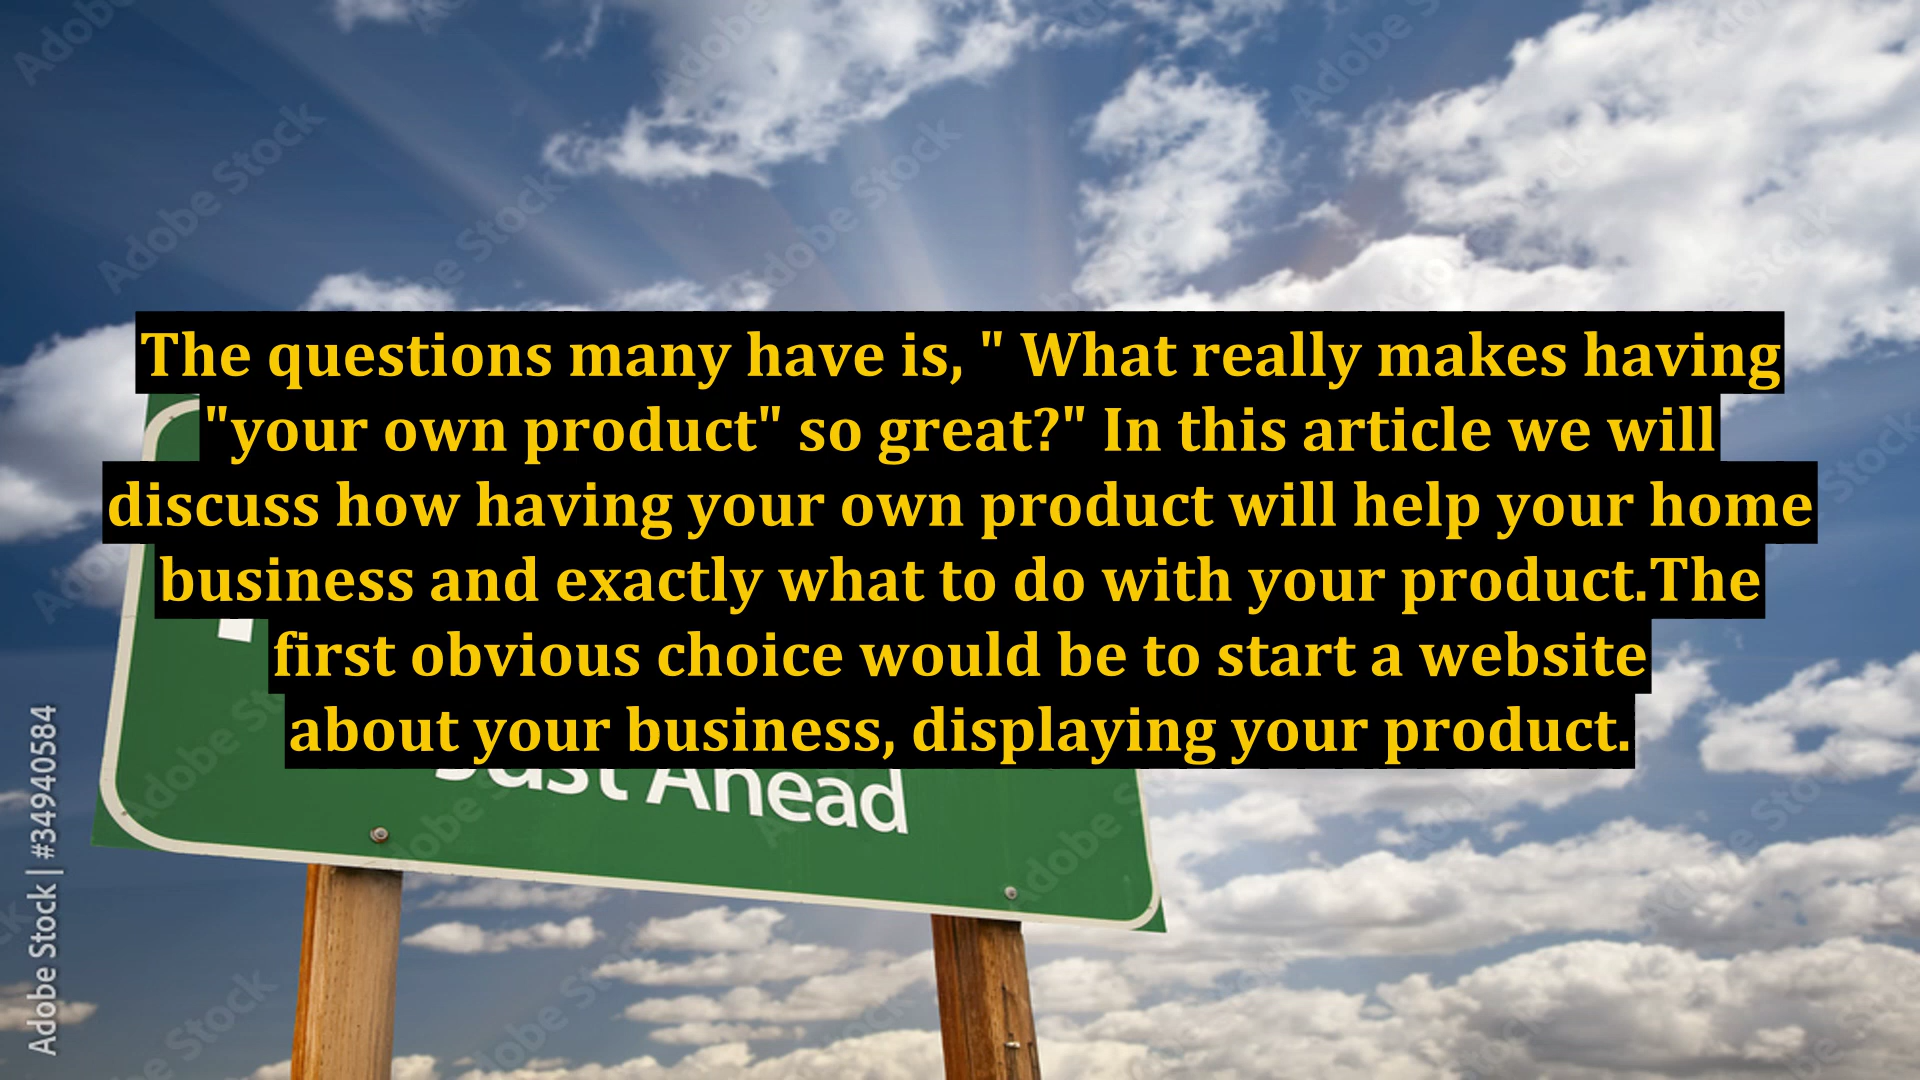 The questions many have is, " What really makes having
"your own product" so great?" In this article we will
discuss how having your own product will help your home
business and exactly what to do with your product.The
first obvious choice would be to start a website
about your business, displaying your product.
Just Ahead
Adobe Stock | #34940584